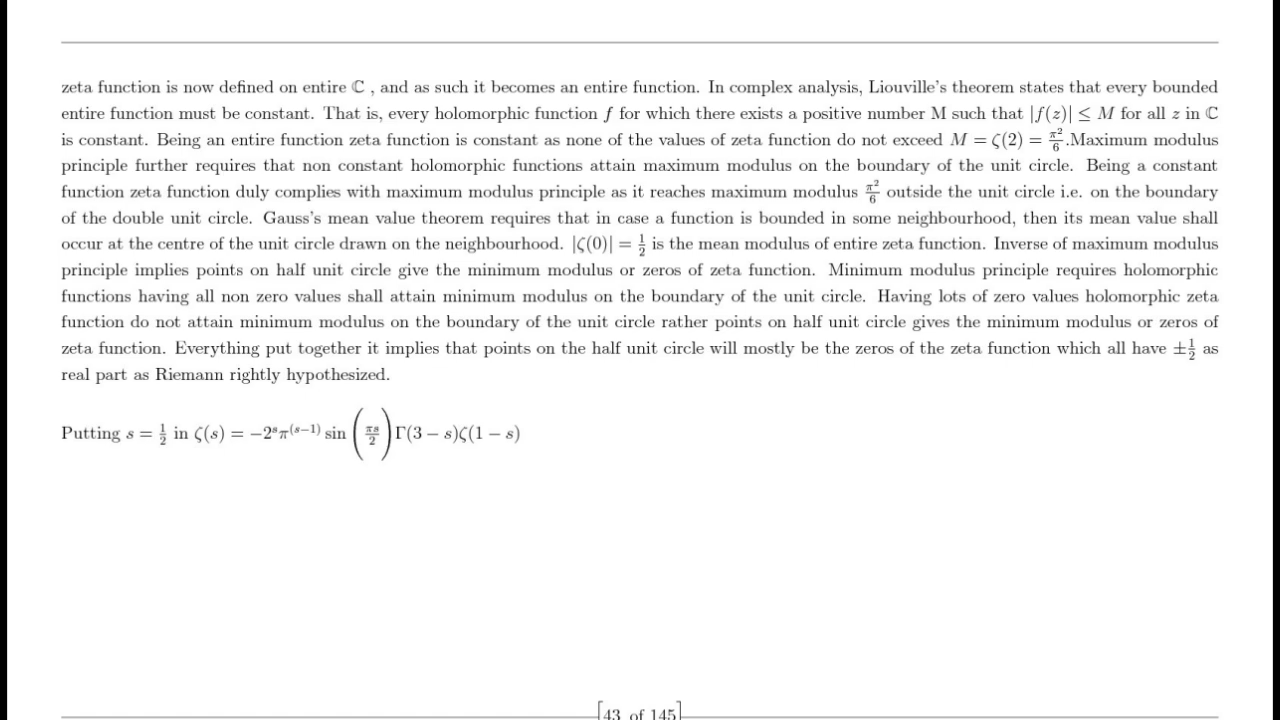 zeta function is now defined on entire ℂ , and as such it becomes an entire function. In complex analysis, Liouville's theorem states that every bounded
entire function must be constant. That is, every holomorphic function f for which there exists a positive number M such that |f(z)| ≤ M for all z in ℂ
is constant. Being an entire function zeta function is constant as none of the values of zeta function do not exceed M = ζ(2) = π²/6.Maximum modulus
principle further requires that non constant holomorphic functions attain maximum modulus on the boundary of the unit circle. Being a constant
function zeta function duly complies with maximum modulus principle as it reaches maximum modulus π²/6 outside the unit circle i.e. on the boundary
of the double unit circle. Gauss's mean value theorem requires that in case a function is bounded in some neighbourhood, then its mean value shall
occur at the centre of the unit circle drawn on the neighbourhood. |ζ(0)| = 1/2 is the mean modulus of entire zeta function. Inverse of maximum modulus
principle implies points on half unit circle give the minimum modulus or zeros of zeta function. Minimum modulus principle requires holomorphic
functions having all non zero values shall attain minimum modulus on the boundary of the unit circle. Having lots of zero values holomorphic zeta
function do not attain minimum modulus on the boundary of the unit circle rather points on half unit circle gives the minimum modulus or zeros of
zeta function. Everything put together it implies that points on the half unit circle will mostly be the zeros of the zeta function which all have ±1/2 as
real part as Riemann rightly hypothesized.
Putting s = 1/2 in ζ(s) = −2^s π^(s−1) sin(πs/2)Γ(3 − s)ζ(1 − s)
[43 of 145]